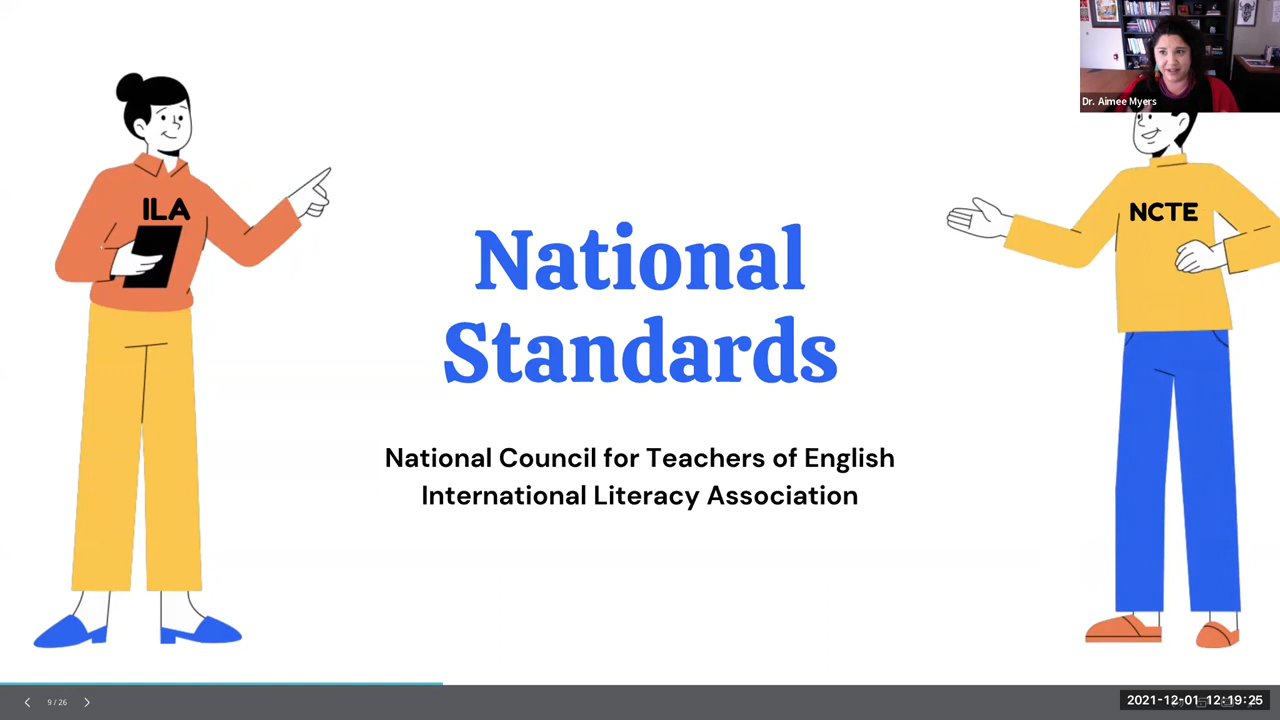 Dr. Aimee Myers
ILA
NCTE
National
Standards
National Council for Teachers of English
International Literacy Association
9 / 26
2021-12-01 12:19:25